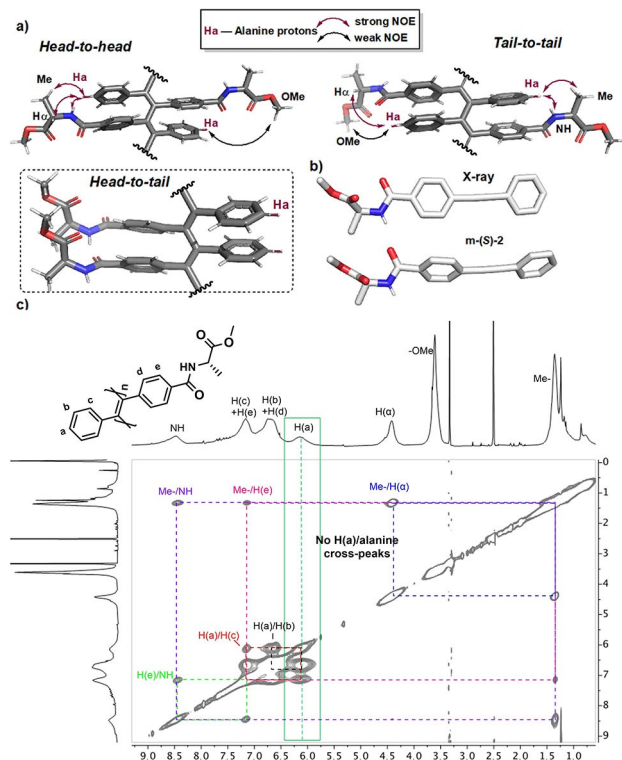 a)
Ha — Alanine protons
strong NOE
weak NOE
Head-to-head
Tail-to-tail
Me
Ha
Hα
OMe
Ha
Ha
Hα
Me
Ha
NH
OMe
Head-to-tail
Ha
b)
X-ray
m-(S)-2
c)
O
O
HN
O
n
d
e
c
b
a
NH
H(c)
+H(e)
H(b)
+H(d)
H(a)
H(α)
-OMe
Me-
Me-/NH
Me-/H(e)
Me-/H(α)
No H(a)/alanine
cross-peaks
H(a)/H(c)
H(a)/H(b)
H(e)/NH
0
1
2
3
4
5
6
7
8
9
9.0 8.5 8.0 7.5 7.0 6.5 6.0 5.5 5.0 4.5 4.0 3.5 3.0 2.5 2.0 1.5 1.0